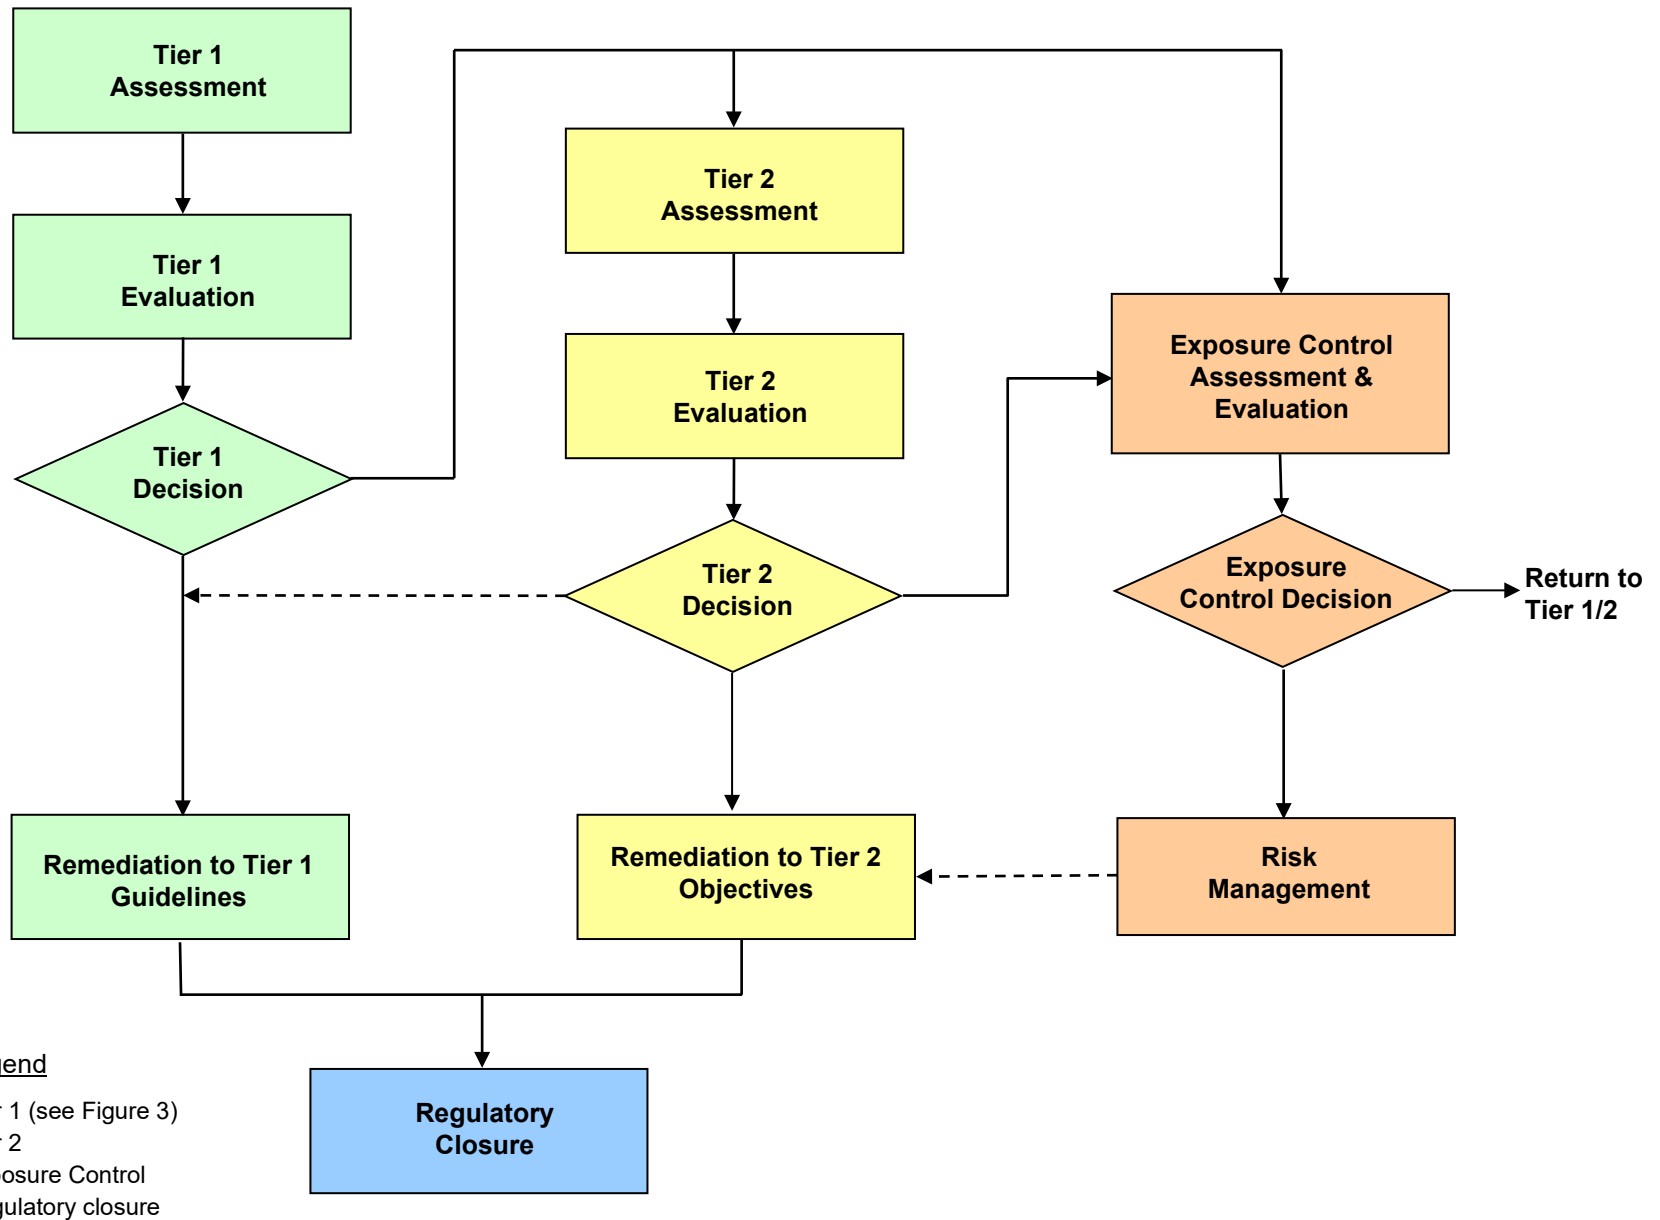 Tier 1
Assessment
Tier 1
Evaluation
Tier 1
Decision
Remediation to Tier 1
Guidelines
Tier 2
Assessment
Tier 2
Evaluation
Tier 2
Decision
Remediation to Tier 2
Objectives
Exposure Control
Assessment &
Evaluation
Exposure
Control Decision
Return to
Tier 1/2
Risk
Management
Regulatory
Closure
1 (see Figure 3)
2
Control
closure